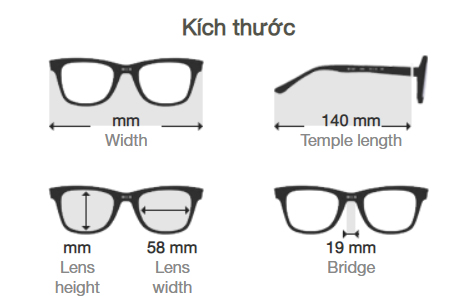 Kích thước
mm
Width
140 mm
Temple length
mm
Lens
height
58 mm
Lens
width
19 mm
Bridge